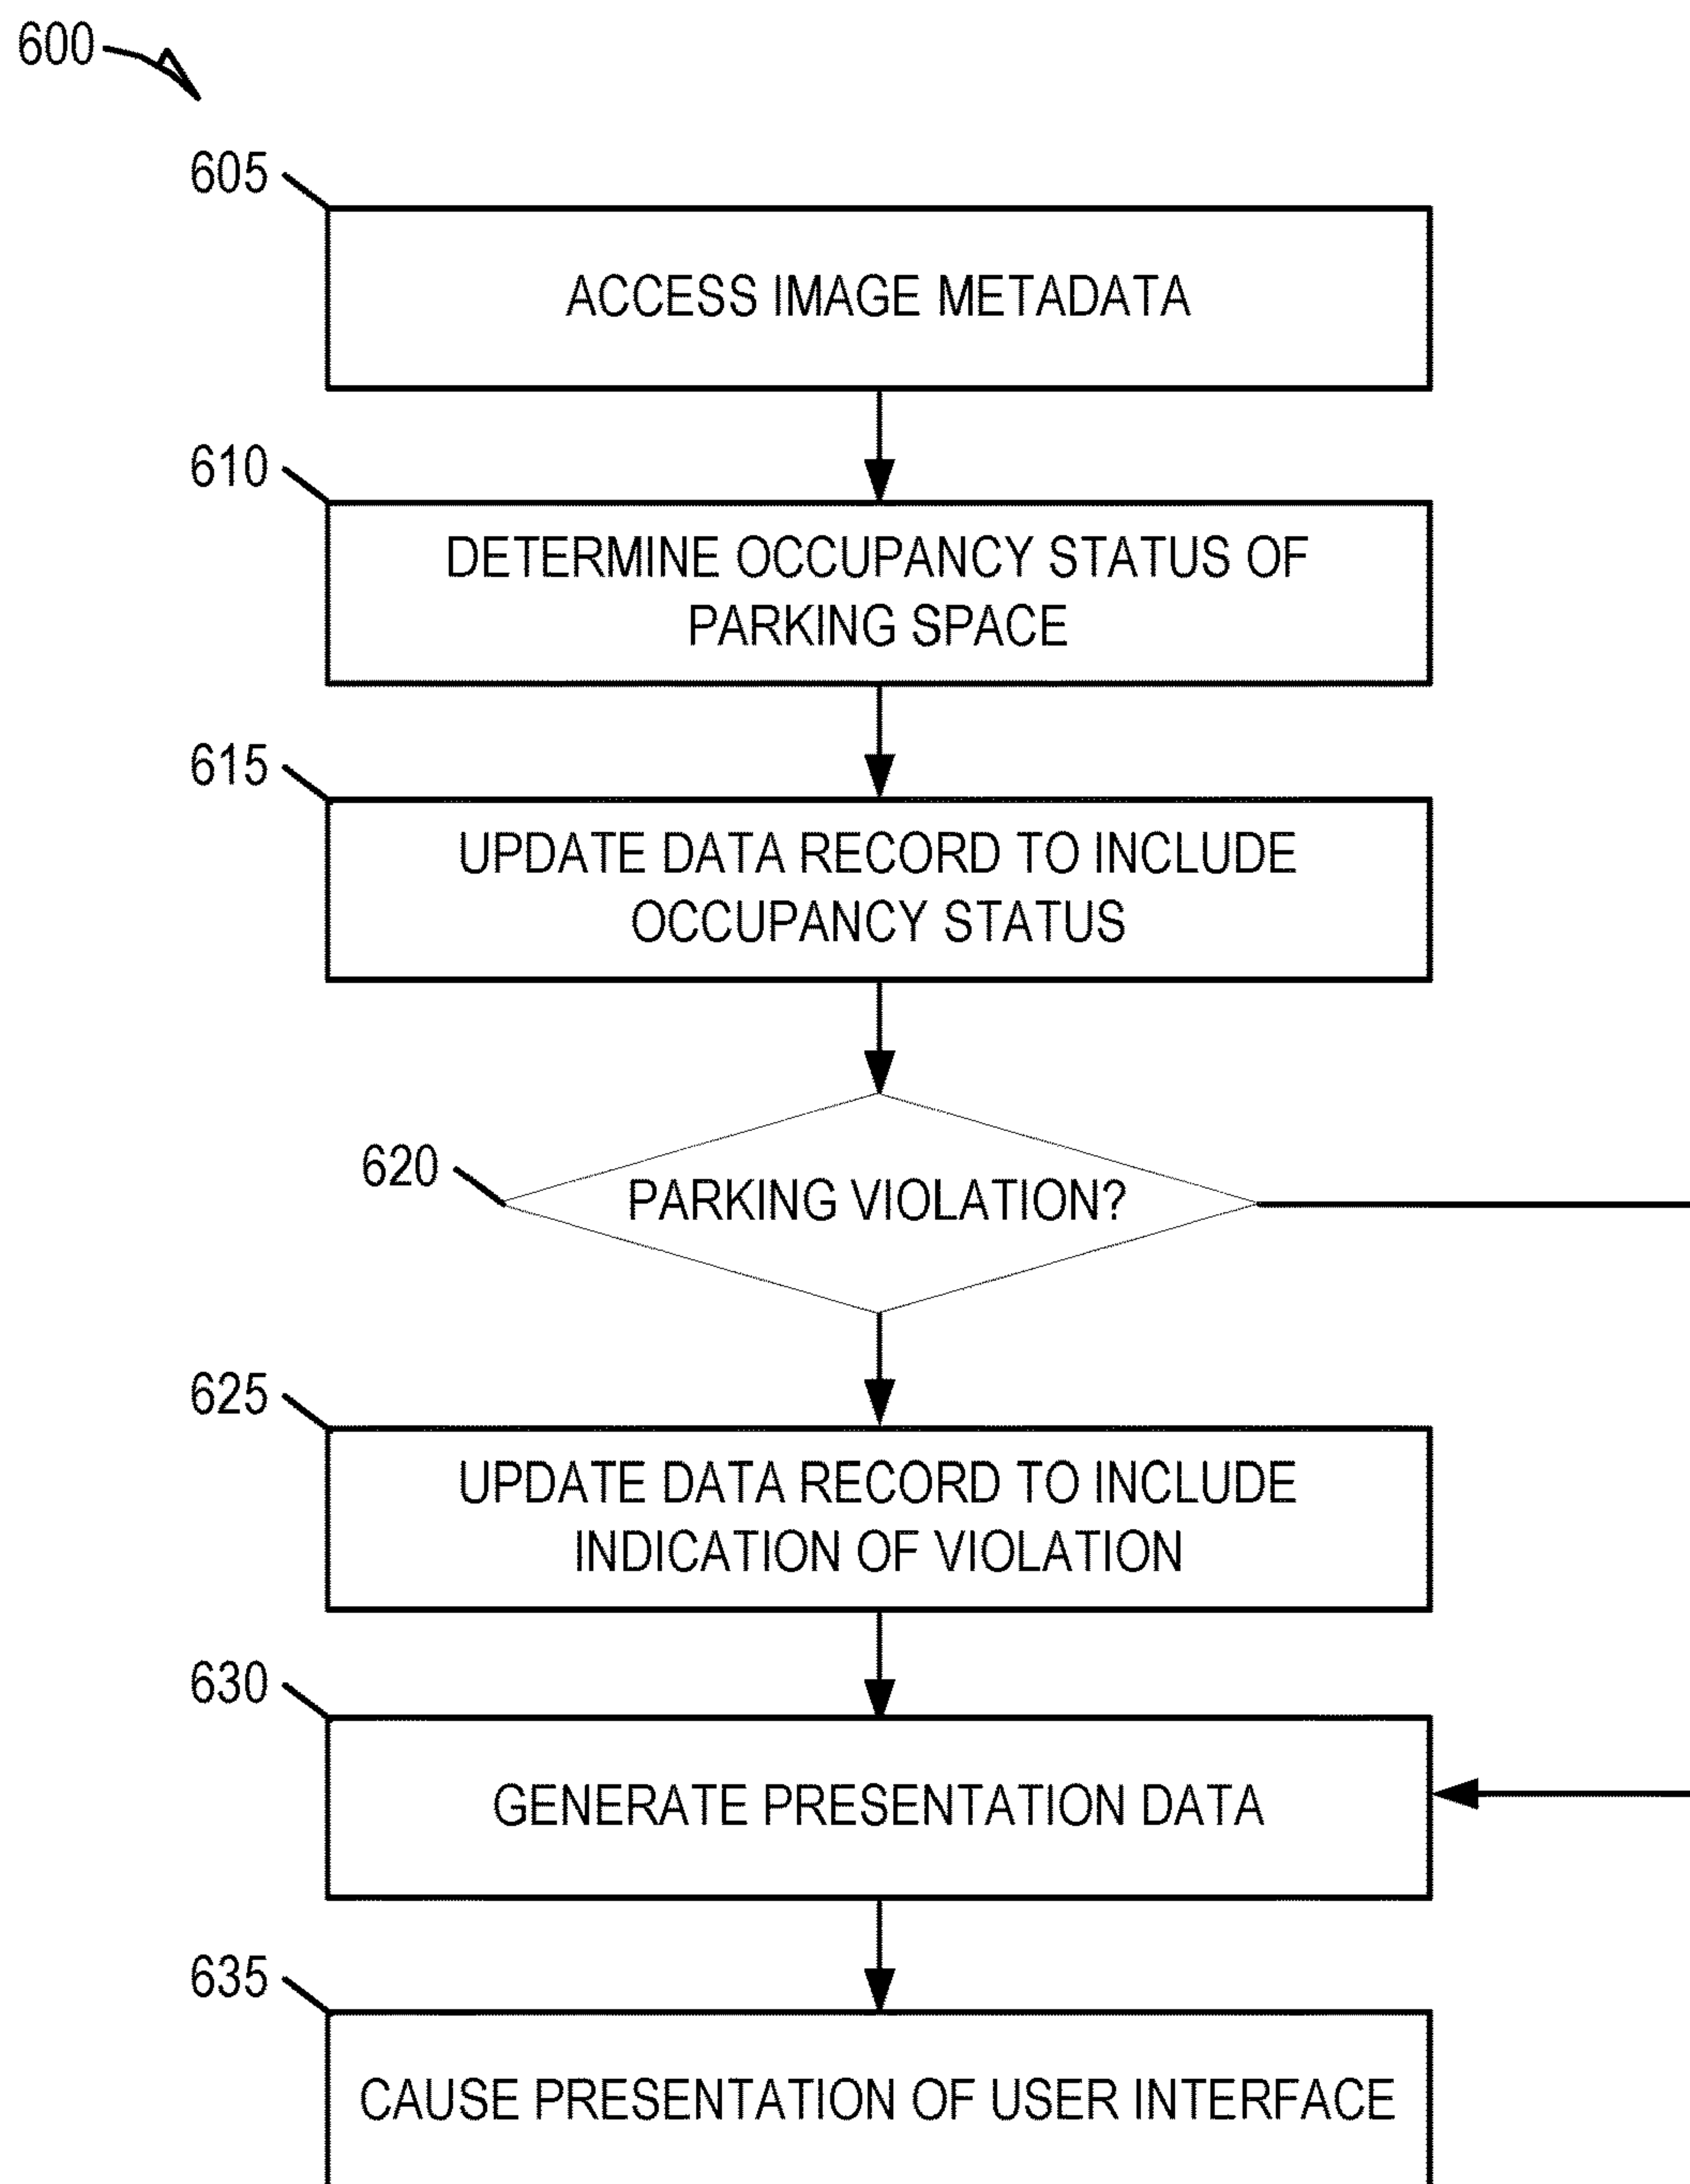 600
605
ACCESS IMAGE METADATA
610
DETERMINE OCCUPANCY STATUS OF
PARKING SPACE
615
UPDATE DATA RECORD TO INCLUDE
OCCUPANCY STATUS
620
PARKING VIOLATION?
625
UPDATE DATA RECORD TO INCLUDE
INDICATION OF VIOLATION
630
GENERATE PRESENTATION DATA
635
CAUSE PRESENTATION OF USER INTERFACE